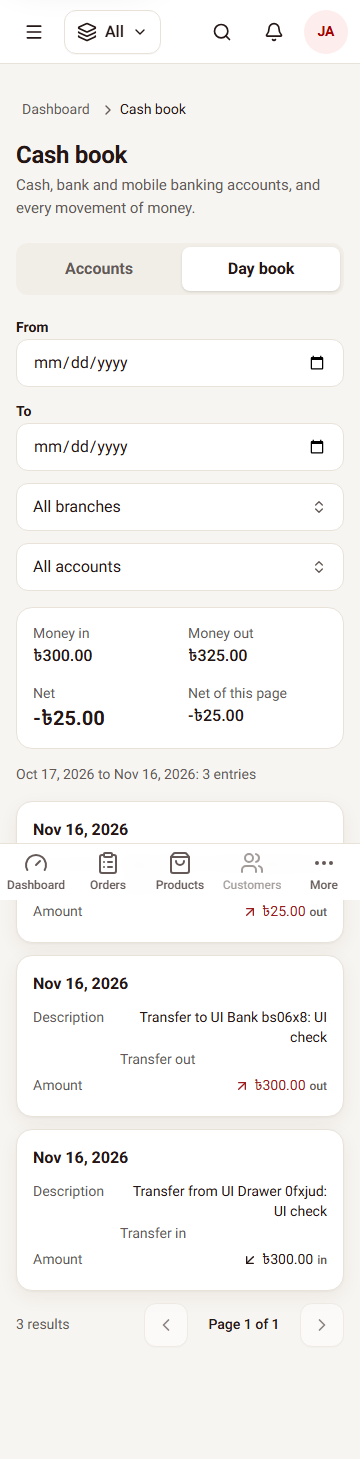 All
JA
Dashboard
Cash book
Cash book
Cash, bank and mobile banking accounts, and
every movement of money.
Accounts
Day book
From
mm/dd/yyyy
To
mm/dd/yyyy
All branches
All accounts
Money in
Money out
৳300.00
৳325.00
Net
Net of this page
-৳25.00
-৳25.00
Oct 17, 2026 to Nov 16, 2026: 3 entries
Nov 16, 2026
Dashboard
Orders
Products
Customers
More
Amount
৳25.00 out
Nov 16, 2026
Description
Transfer to UI Bank bs06x8: UI
check
Transfer out
Amount
৳300.00 out
Nov 16, 2026
Description
Transfer from UI Drawer 0fxjud:
UI check
Transfer in
Amount
৳300.00 in
3 results
Page 1 of 1